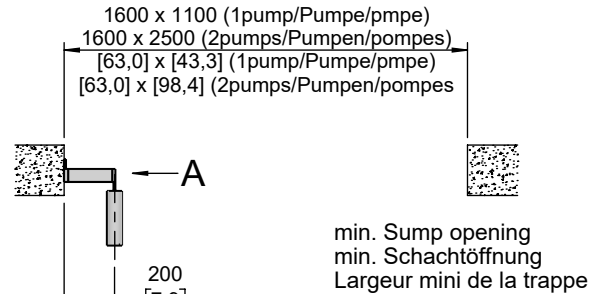 1600 x 1100 (1pump/Pumpe/pmpe)
1600 x 2500 (2pumps/Pumpen/pompes)
[63,0] x [43,3] (1pump/Pumpe/pmpe)
[63,0] x [98,4] (2pumps/Pumpen/pompes
A
min. Sump opening
min. Schachtöffnung
Largeur mini de la trappe
200